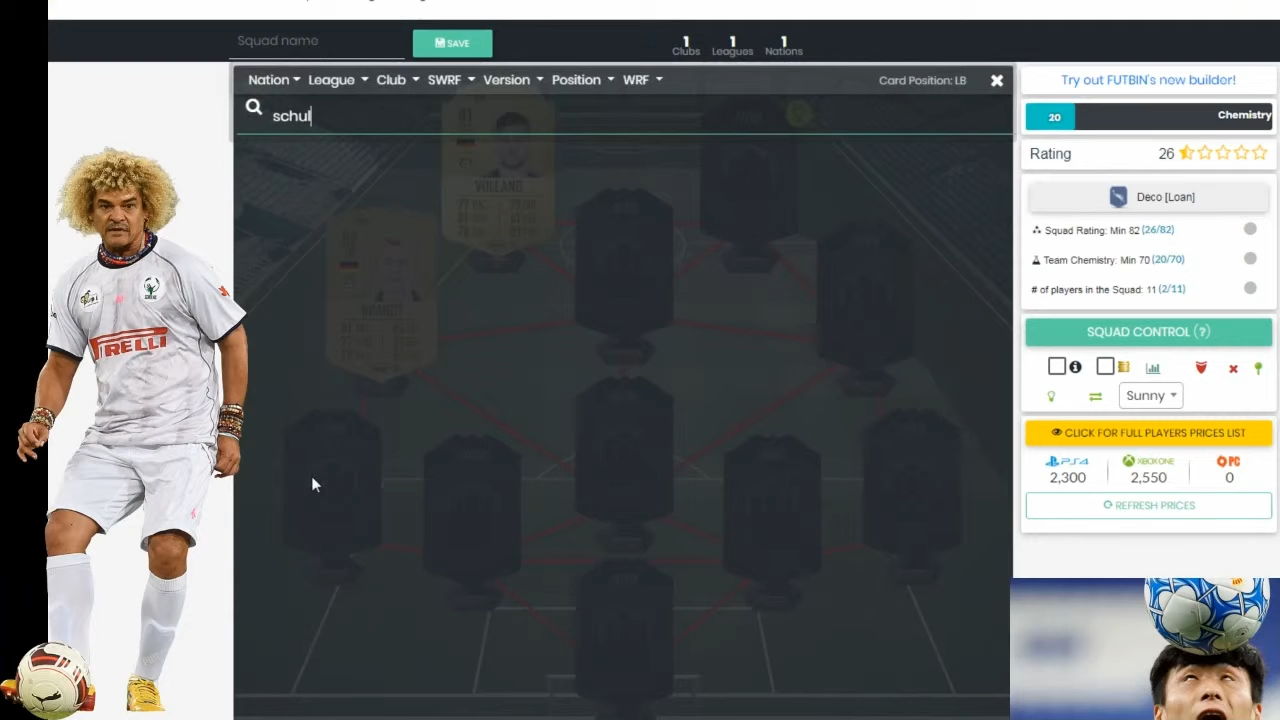 Squad name
SAVE
1 1 1
Clubs Leagues Nations
Nation League Club SWRF Version Position WRF Card Position: LB
schul
VOLLAND
BRANDT
Try out FUTBIN's new builder!
20 Chemistry
Rating 26
Deco [Loan]
Squad Rating: Min 82 (26/82)
Team Chemistry: Min 70 (20/70)
# of players in the Squad: 11 (2/11)
SQUAD CONTROL (?)
Sunny
CLICK FOR FULL PLAYERS PRICES LIST
PS4 XBOX ONE PC
2,300 2,550 0
REFRESH PRICES
IRELLI